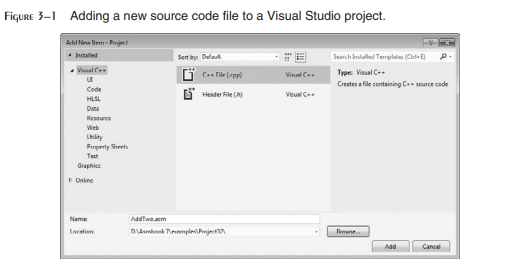 FIGURE 3–1 Adding a new source code file to a Visual Studio project.
Add New Item - Project
Installed
Sort by: Default
Search Installed Templates (Ctrl+E)
Visual C++
UI
Code
HLSL
Data
Resource
Web
Utility
Property Sheets
Test
Graphics
Online
C++ File (.cpp) Visual C++
Header File (.h) Visual C++
Type: Visual C++
Creates a file containing C++ source code
Name: AddTwo.asm
Location: D:\Asmbook 7\examples\Project32\
Browse...
Add Cancel